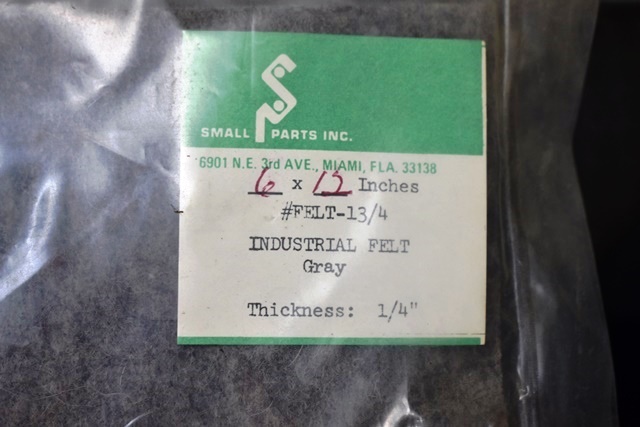 SMALL PARTS INC.
6901 N.E. 3rd AVE., MIAMI, FLA. 33138
6 x 12 Inches
#FELT-13/4
INDUSTRIAL FELT
Gray
Thickness: 1/4"